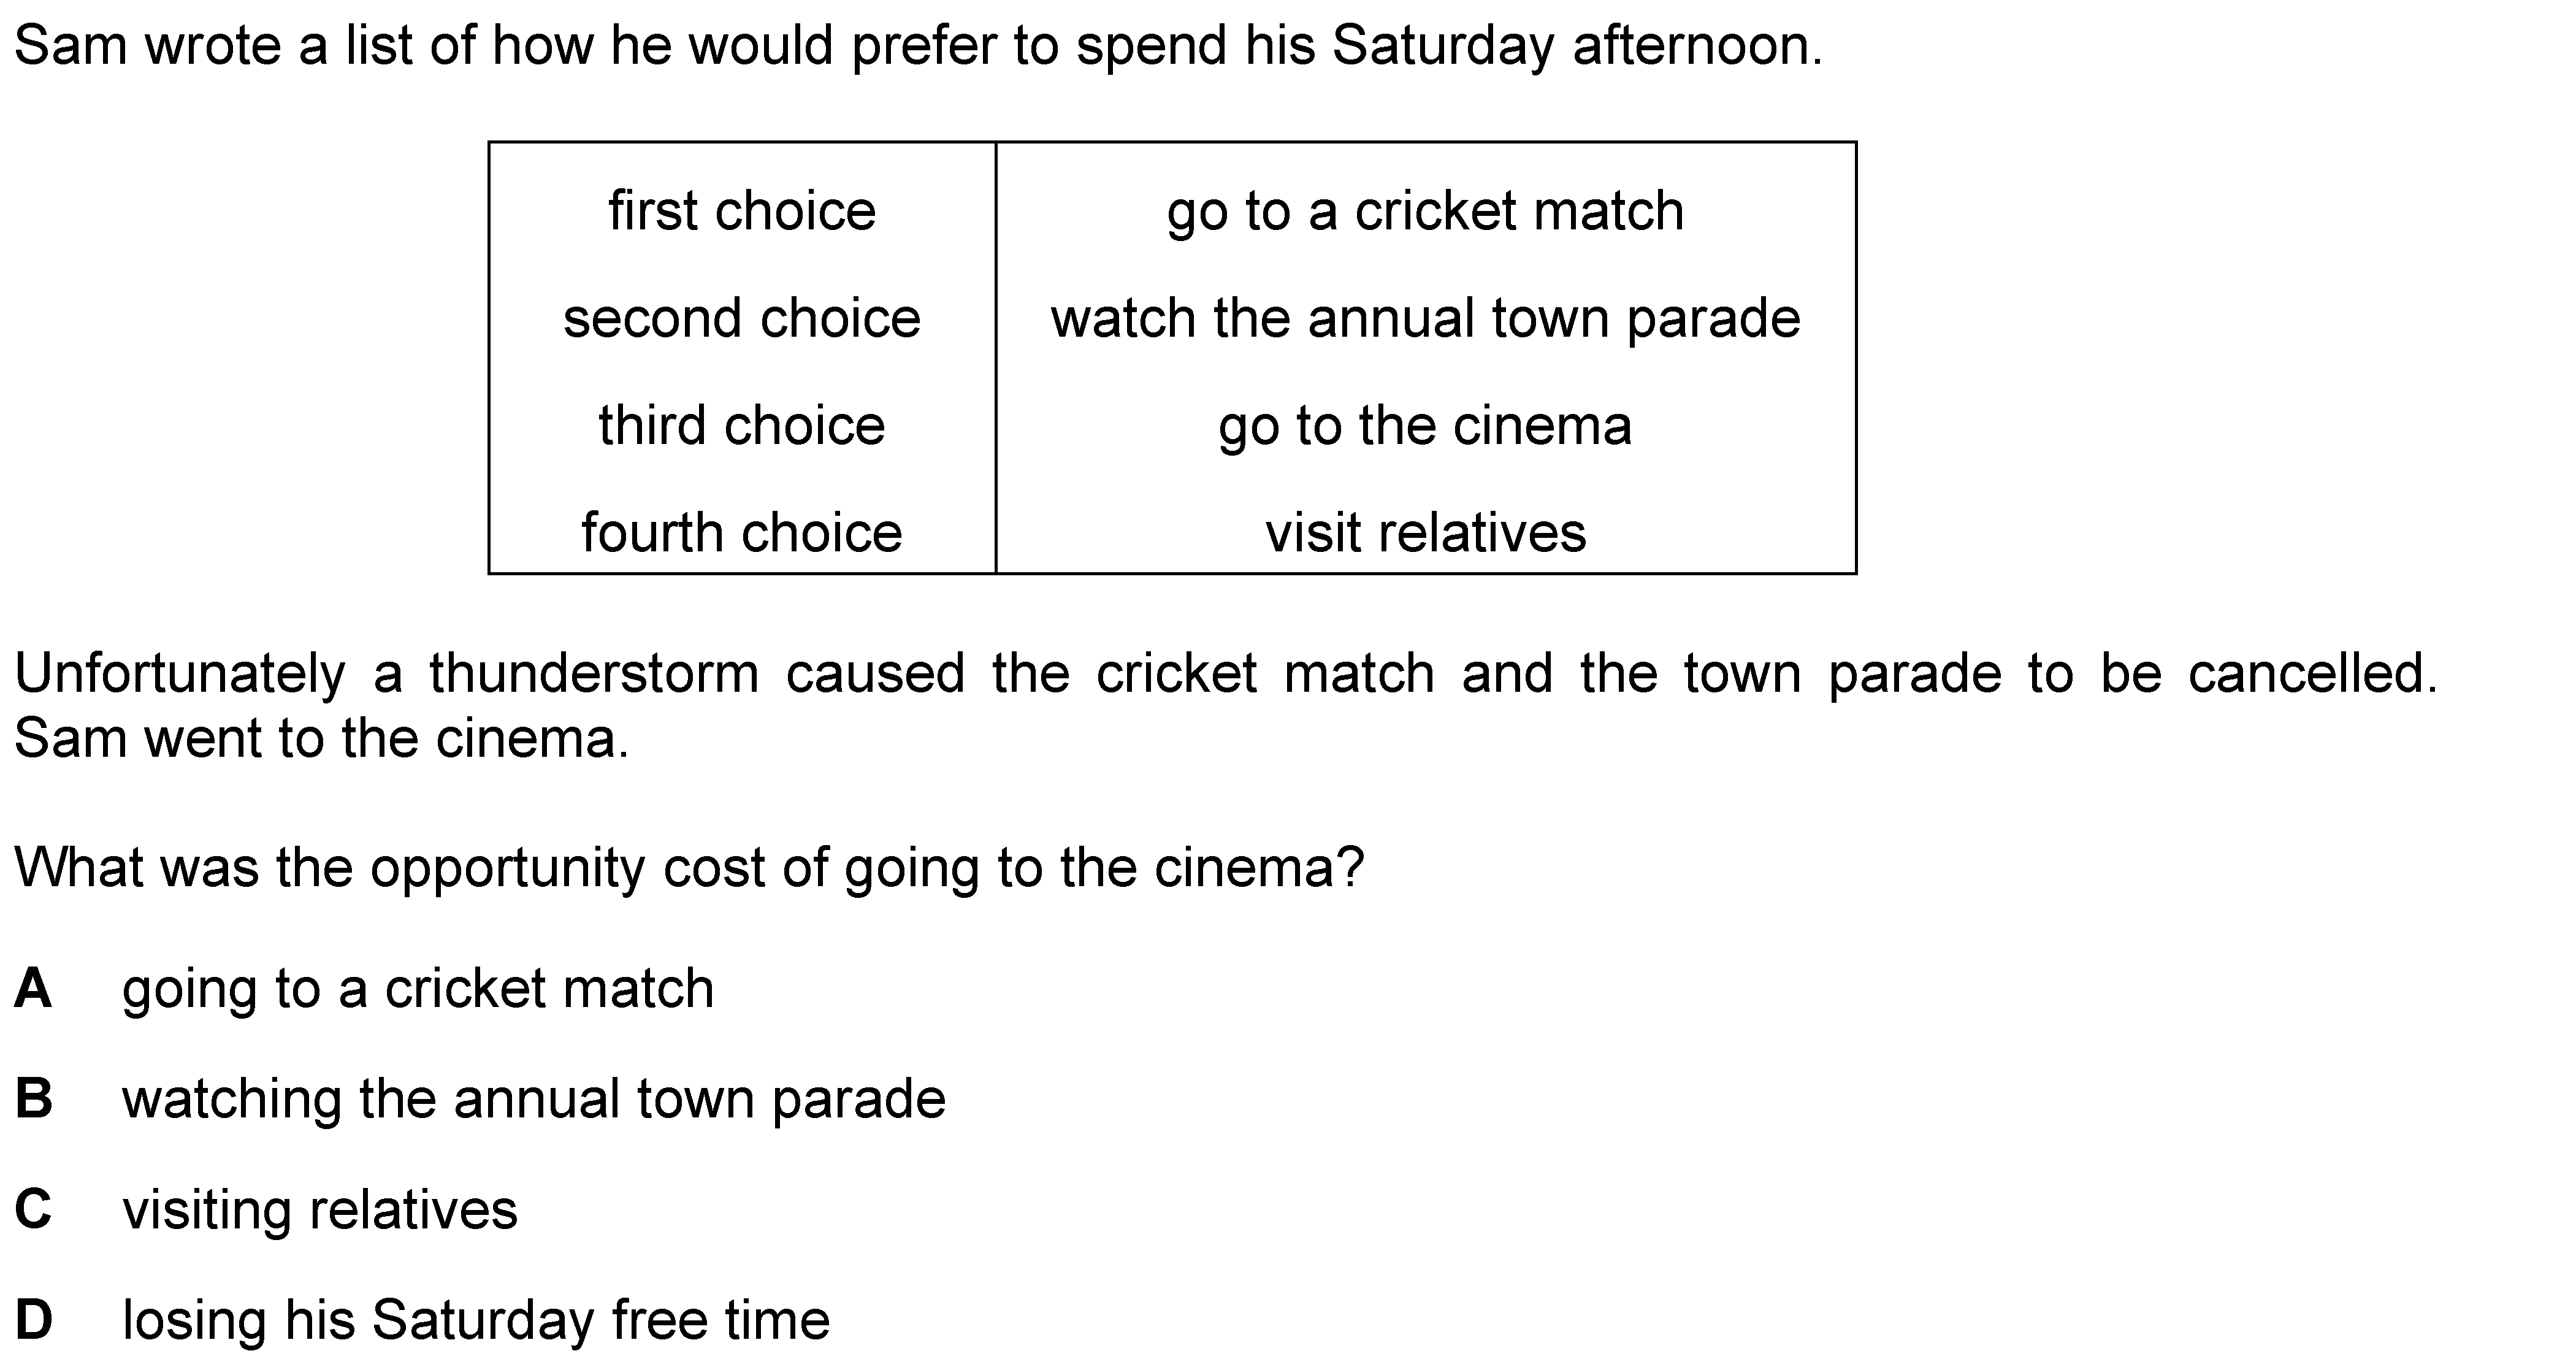 Sam wrote a list of how he would prefer to spend his Saturday afternoon.
first choice go to a cricket match
second choice watch the annual town parade
third choice go to the cinema
fourth choice visit relatives
Unfortunately a thunderstorm caused the cricket match and the town parade to be cancelled.
Sam went to the cinema.
What was the opportunity cost of going to the cinema?
A going to a cricket match
B watching the annual town parade
C visiting relatives
D losing his Saturday free time